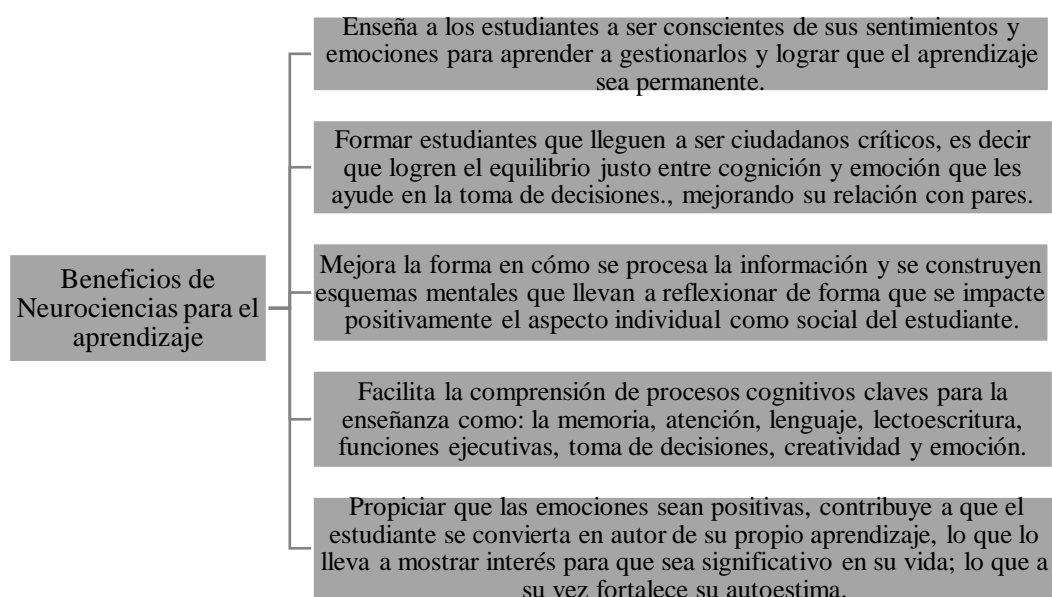 Beneficios de
Neurociencias para el
aprendizaje
Enseña a los estudiantes a ser conscientes de sus sentimientos y
emociones para aprender a gestionarlos y lograr que el aprendizaje
sea permanente.
Formar estudiantes que lleguen a ser ciudadanos críticos, es decir
que logren el equilibrio justo entre cognición y emoción que les
ayude en la toma de decisiones., mejorando su relación con pares.
Mejora la forma en cómo se procesa la información y se construyen
esquemas mentales que llevan a reflexionar de forma que se impacte
positivamente el aspecto individual como social del estudiante.
Facilita la comprensión de procesos cognitivos claves para la
enseñanza como: la memoria, atención, lenguaje, lectoescritura,
funciones ejecutivas, toma de decisiones, creatividad y emoción.
Propiciar que las emociones sean positivas, contribuye a que el
estudiante se convierta en autor de su propio aprendizaje, lo que lo
lleva a mostrar interés para que sea significativo en su vida; lo que a
su vez fortalece su autoestima.